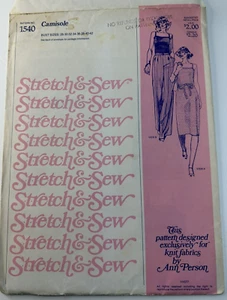 1540
Camisole
$2.00
Stretch & Sew
Stretch & Sew
Stretch & Sew
Stretch & Sew
Stretch & Sew
Stretch & Sew
Stretch & Sew
Stretch & Sew
Stretch & Sew
Stretch & Sew
This
pattern designed
exclusively for
knit fabrics
by
Ann Person